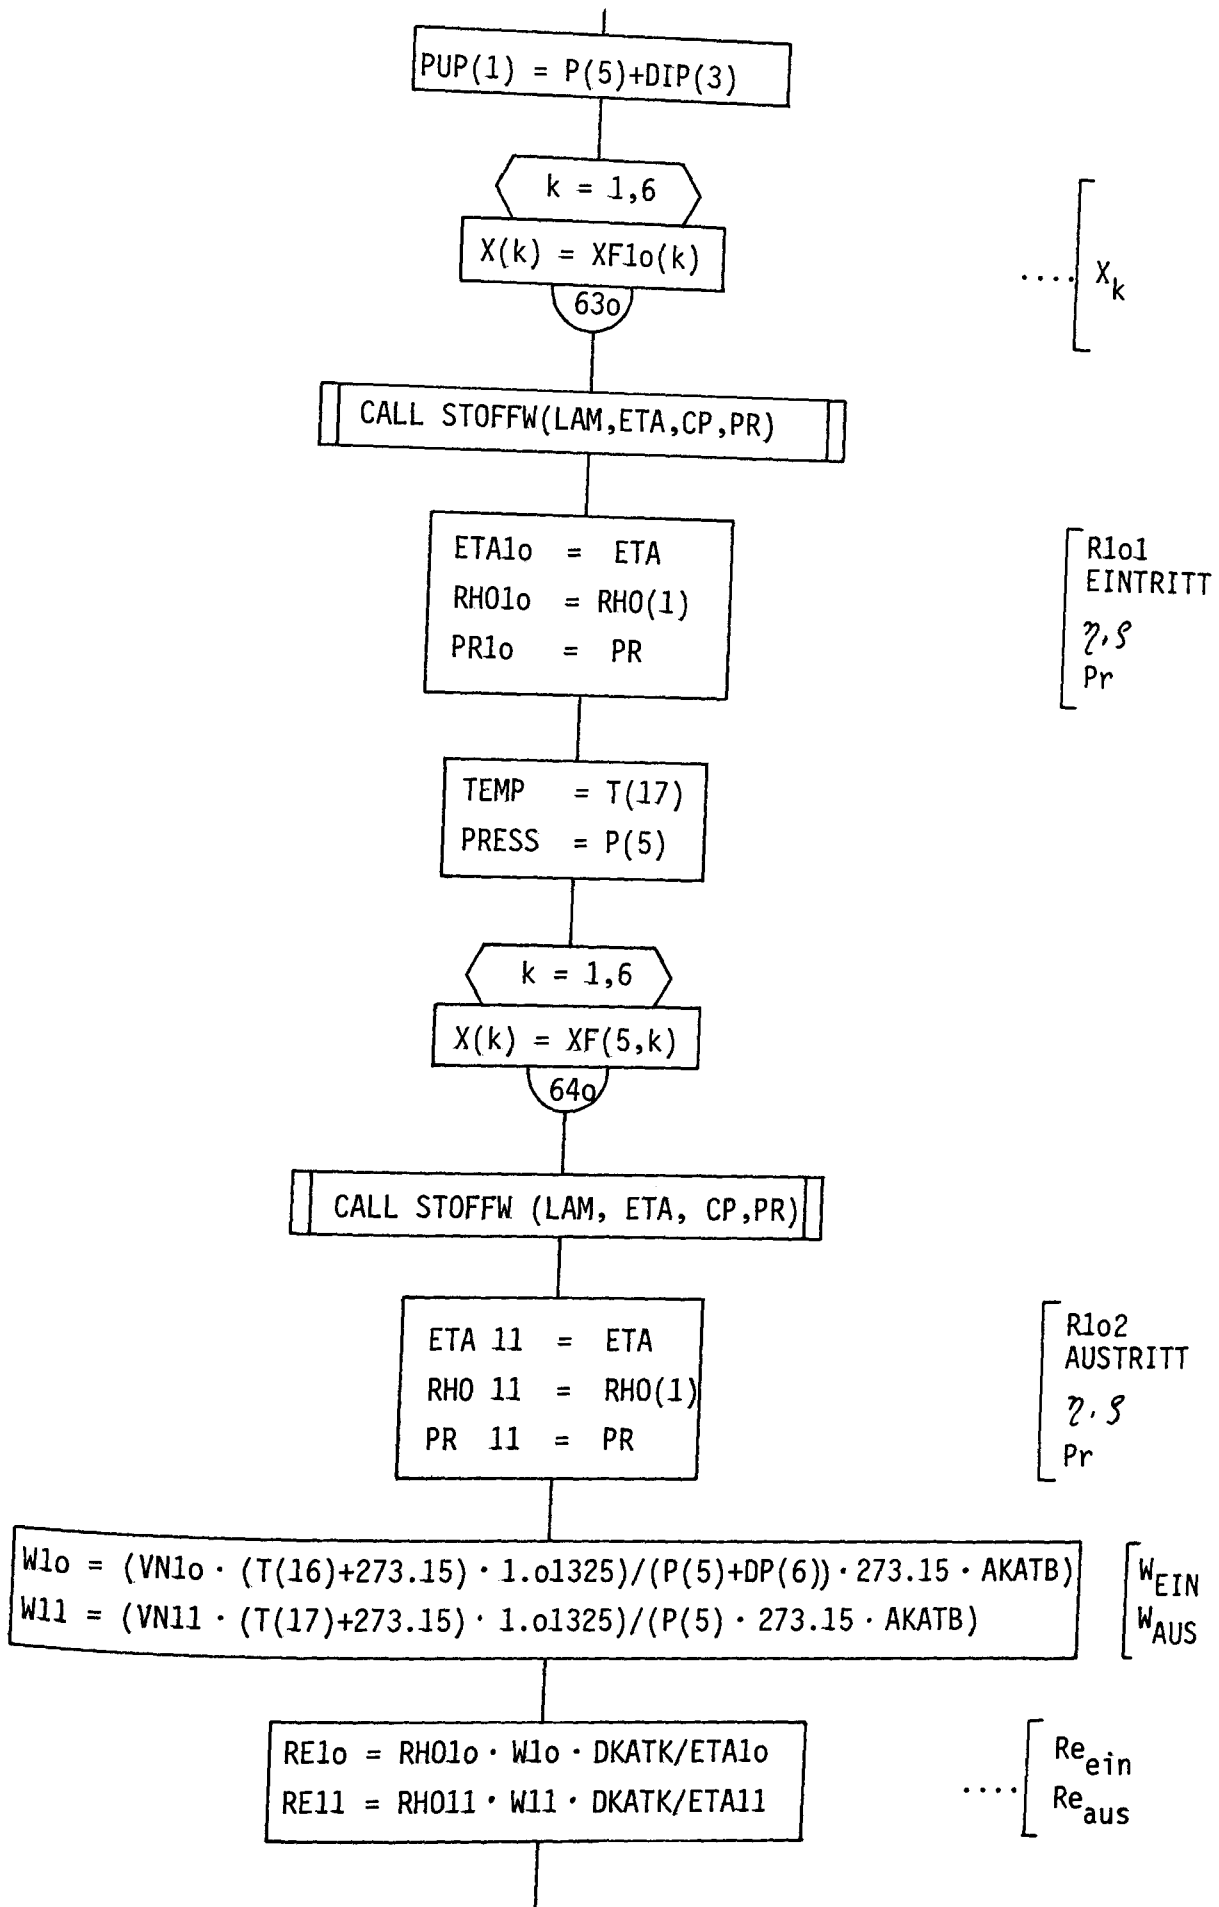 PUP(1) = P(5)+DIP(3)
k = 1,6
X(k) = XF1o(k)
63o
.... X_k
CALL STOFFW(LAM,ETA,CP,PR)
ETA1o = ETA
RHO1o = RHO(1)
PR1o = PR
R1o1
EINTRITT
η,ρ
Pr
TEMP = T(17)
PRESS = P(5)
k = 1,6
X(k) = XF(5,k)
64o
CALL STOFFW (LAM, ETA, CP,PR)
ETA 11 = ETA
RHO 11 = RHO(1)
PR 11 = PR
R1o2
AUSTRITT
η,ρ
Pr
W1o = (VN1o · (T(16)+273.15) · 1.o1325)/(P(5)+DP(6)) · 273.15 · AKATB)
W11 = (VN11 · (T(17)+273.15) · 1.o1325)/(P(5) · 273.15 · AKATB)
W_EIN
W_AUS
RE1o = RHO1o · W1o · DKATK/ETA1o
RE11 = RHO11 · W11 · DKATK/ETA11
.... Re_ein
Re_aus